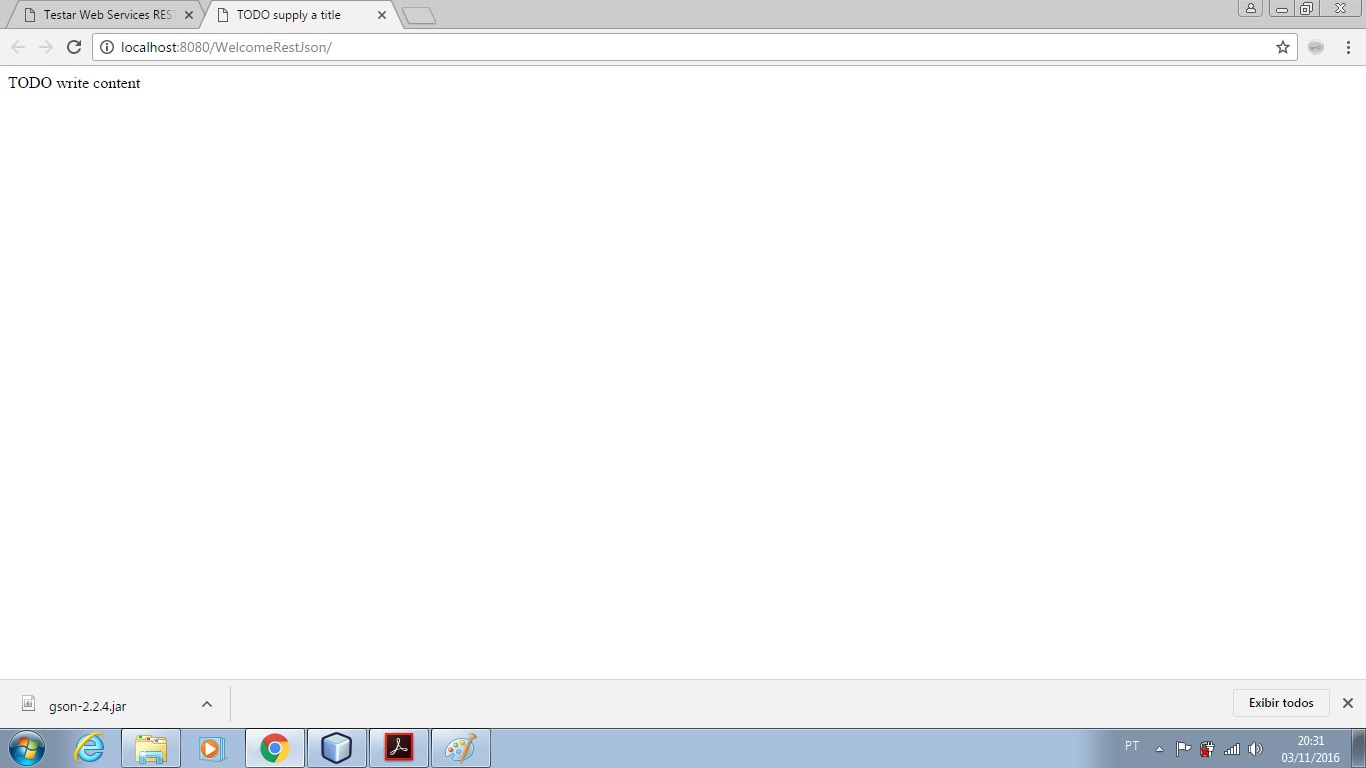 Testar Web Services RES
TODO supply a title
localhost:8080/WelcomeRestJson/
TODO write content
gson-2.2.4.jar
Exibir todos
PT
20:31
03/11/2016